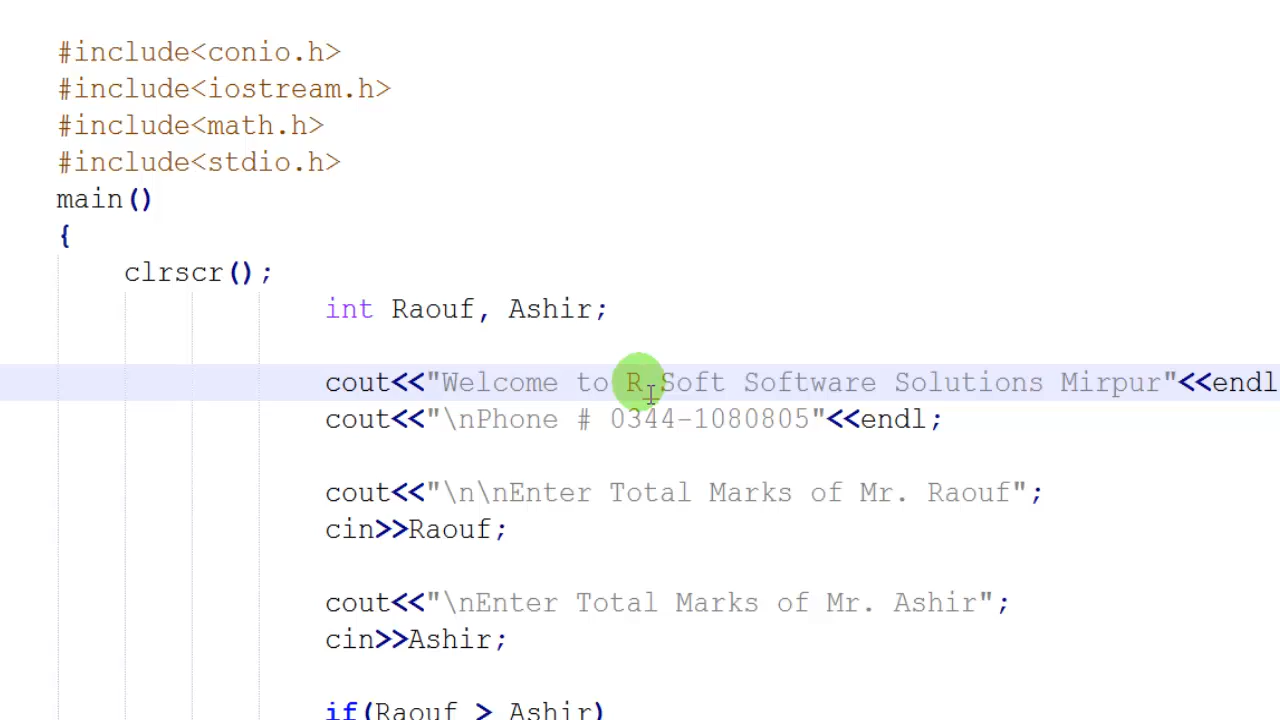 #include<conio.h>
#include<iostream.h>
#include<math.h>
#include<stdio.h>
main()
{
clrscr();
int Raouf, Ashir;
cout<<"Welcome to R Soft Software Solutions Mirpur"<<endl
cout<<"\nPhone # 0344-1080805"<<endl;
cout<<"\n\nEnter Total Marks of Mr. Raouf";
cin>>Raouf;
cout<<"\nEnter Total Marks of Mr. Ashir";
cin>>Ashir;
if(Raouf > Ashir)